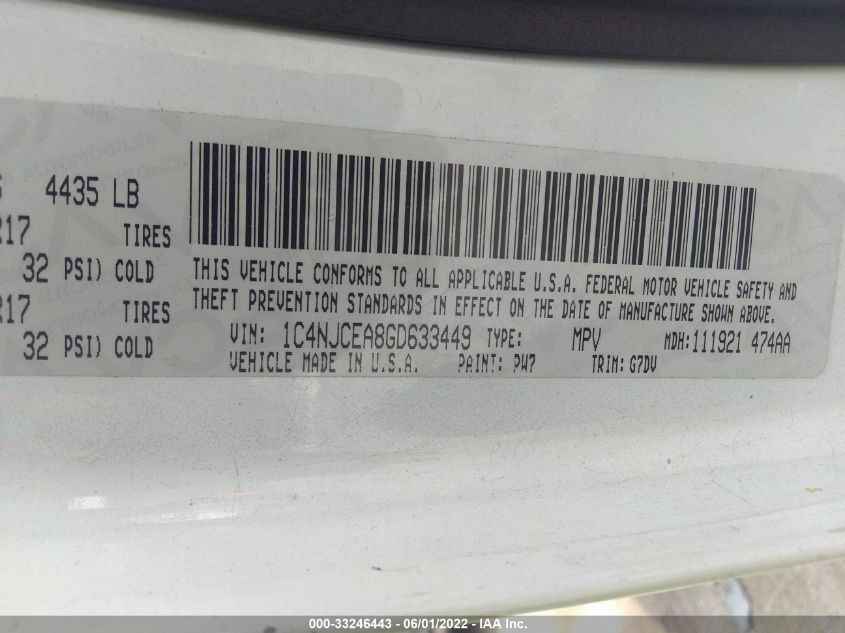 4435 LB
R17 TIRES
32 PSI) COLD
R17 TIRES
32 PSI) COLD
THIS VEHICLE CONFORMS TO ALL APPLICABLE U.S.A. FEDERAL MOTOR VEHICLE SAFETY AND
THEFT PREVENTION STANDARDS IN EFFECT ON THE DATE OF MANUFACTURE SHOWN ABOVE.
VIN: 1C4NJCEA8GD633449 TYPE: MPV MDH:111921 474AA
VEHICLE MADE IN U.S.A. PAINT: PW7 TRIM: G7DV
000-33246443 - 06/01/2022 - IAA Inc.